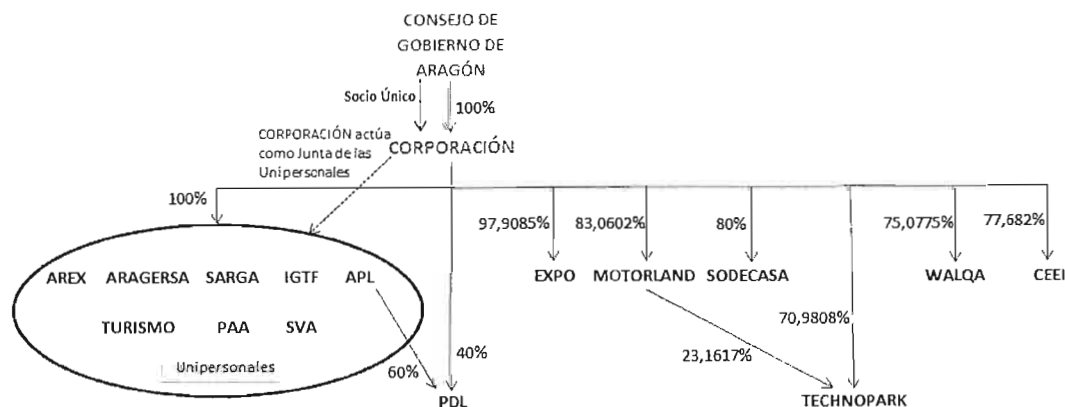 CONSEJO DE
GOBIERNO DE
ARAGÓN
Socio Único
100%
CORPORACIÓN actúa
como Junta de las
Unipersonales
CORPORACIÓN
100%
97,9085%
83,0602%
80%
75,0775%
77,682%
AREX ARAGERSA SARGA IGTF APL
EXPO MOTORLAND SODECASA WALQA CEEI
TURISMO PAA SVA
70,9808%
23,1617%
Unipersonales
60%
40%
PDL
TECHNOPARK